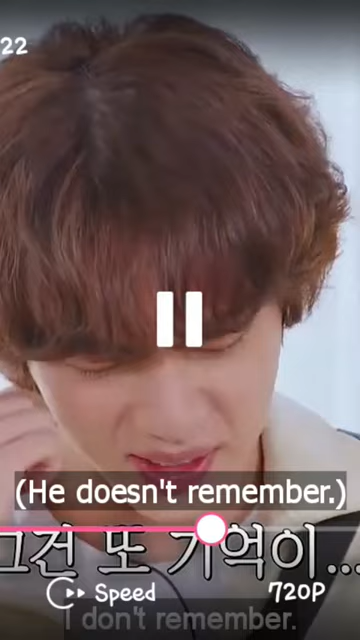 22
(He doesn't remember.)
그건 또 기억이...
Speed
720P
I don't remember.